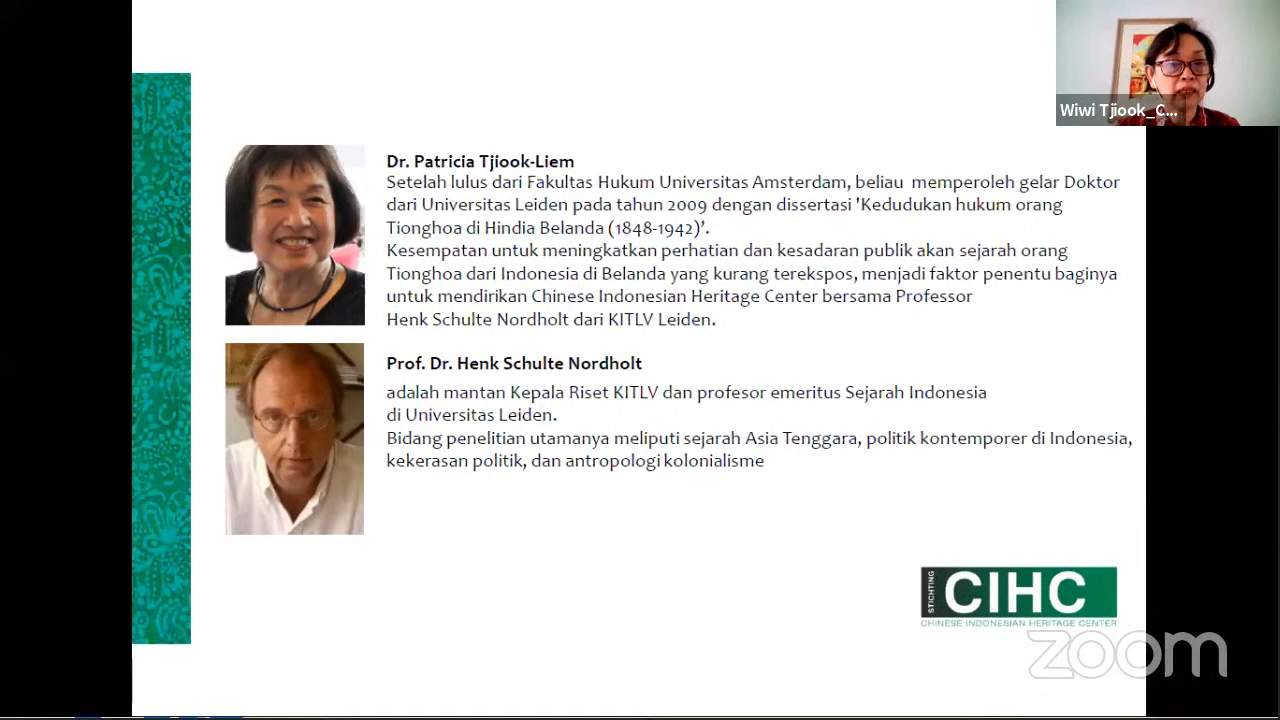 Wiwi Tjiook_C...
Dr. Patricia Tjiook-Liem
Setelah lulus dari Fakultas Hukum Universitas Amsterdam, beliau memperoleh gelar Doktor
dari Universitas Leiden pada tahun 2009 dengan dissertasi 'Kedudukan hukum orang
Tionghoa di Hindia Belanda (1848-1942)’.
Kesempatan untuk meningkatkan perhatian dan kesadaran publik akan sejarah orang
Tionghoa dari Indonesia di Belanda yang kurang terekspos, menjadi faktor penentu baginya
untuk mendirikan Chinese Indonesian Heritage Center bersama Professor
Henk Schulte Nordholt dari KITLV Leiden.
Prof. Dr. Henk Schulte Nordholt
adalah mantan Kepala Riset KITLV dan profesor emeritus Sejarah Indonesia
di Universitas Leiden.
Bidang penelitian utamanya meliputi sejarah Asia Tenggara, politik kontemporer di Indonesia,
kekerasan politik, dan antropologi kolonialisme
STICHTING
CIHC
CHINESE INDONESIAN HERITAGE CENTER
zoom